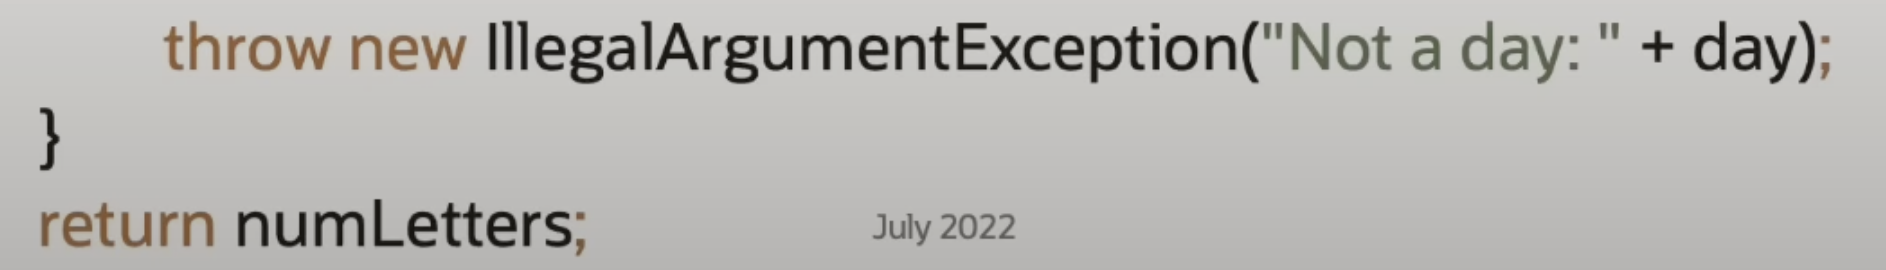 throw new IllegalArgumentException("Not a day: " + day);
}
return numLetters;
July 2022